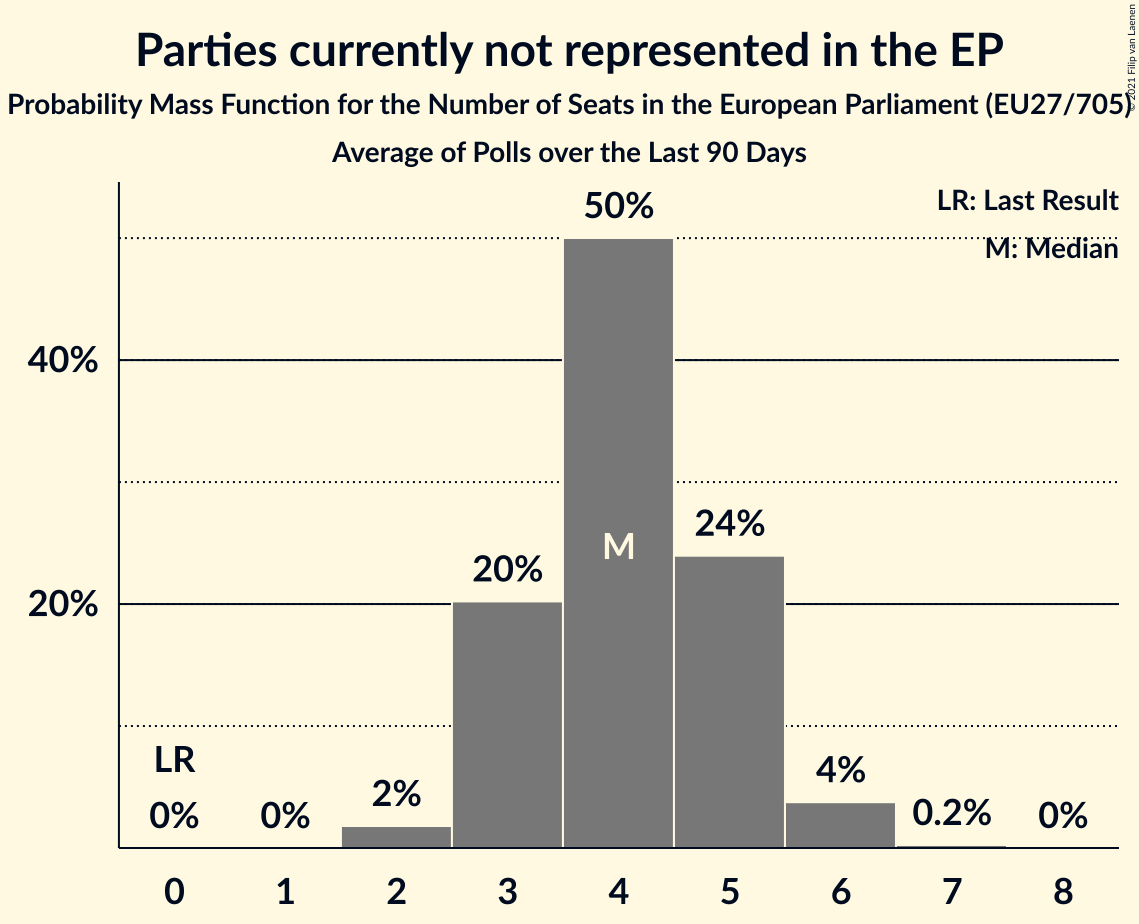 Parties currently not represented in the EP
Probability Mass Function for the Number of Seats in the European Parliament (EU27/705)
Average of Polls over the Last 90 Days
© 2021 Filip van Laenen
LR: Last Result
M: Median
50%
40%
24%
M
20%
20%
LR
0%
0%
2%
4%
0.2%
0%
0 1 2 3 4 5 6 7 8